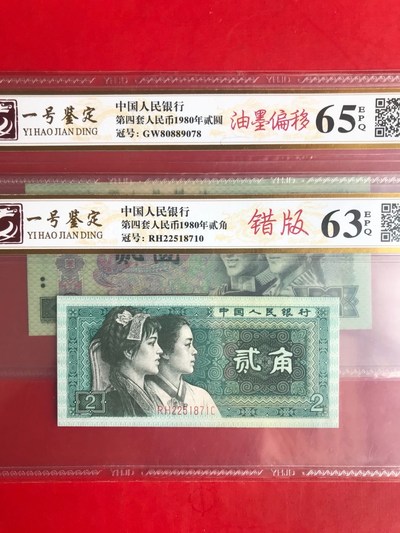 一号鉴定
YI HAO JIAN DING
中国人民银行
第四套人民币1980年贰圆
冠号: GW80889078
油墨偏移
65
EPQ
一号鉴定
YI HAO JIAN DING
中国人民银行
第四套人民币1980年贰角
冠号: RH22518710
错版
63
EPQ
贰圆
中国人民银行
贰角
2
RH2251871C
2